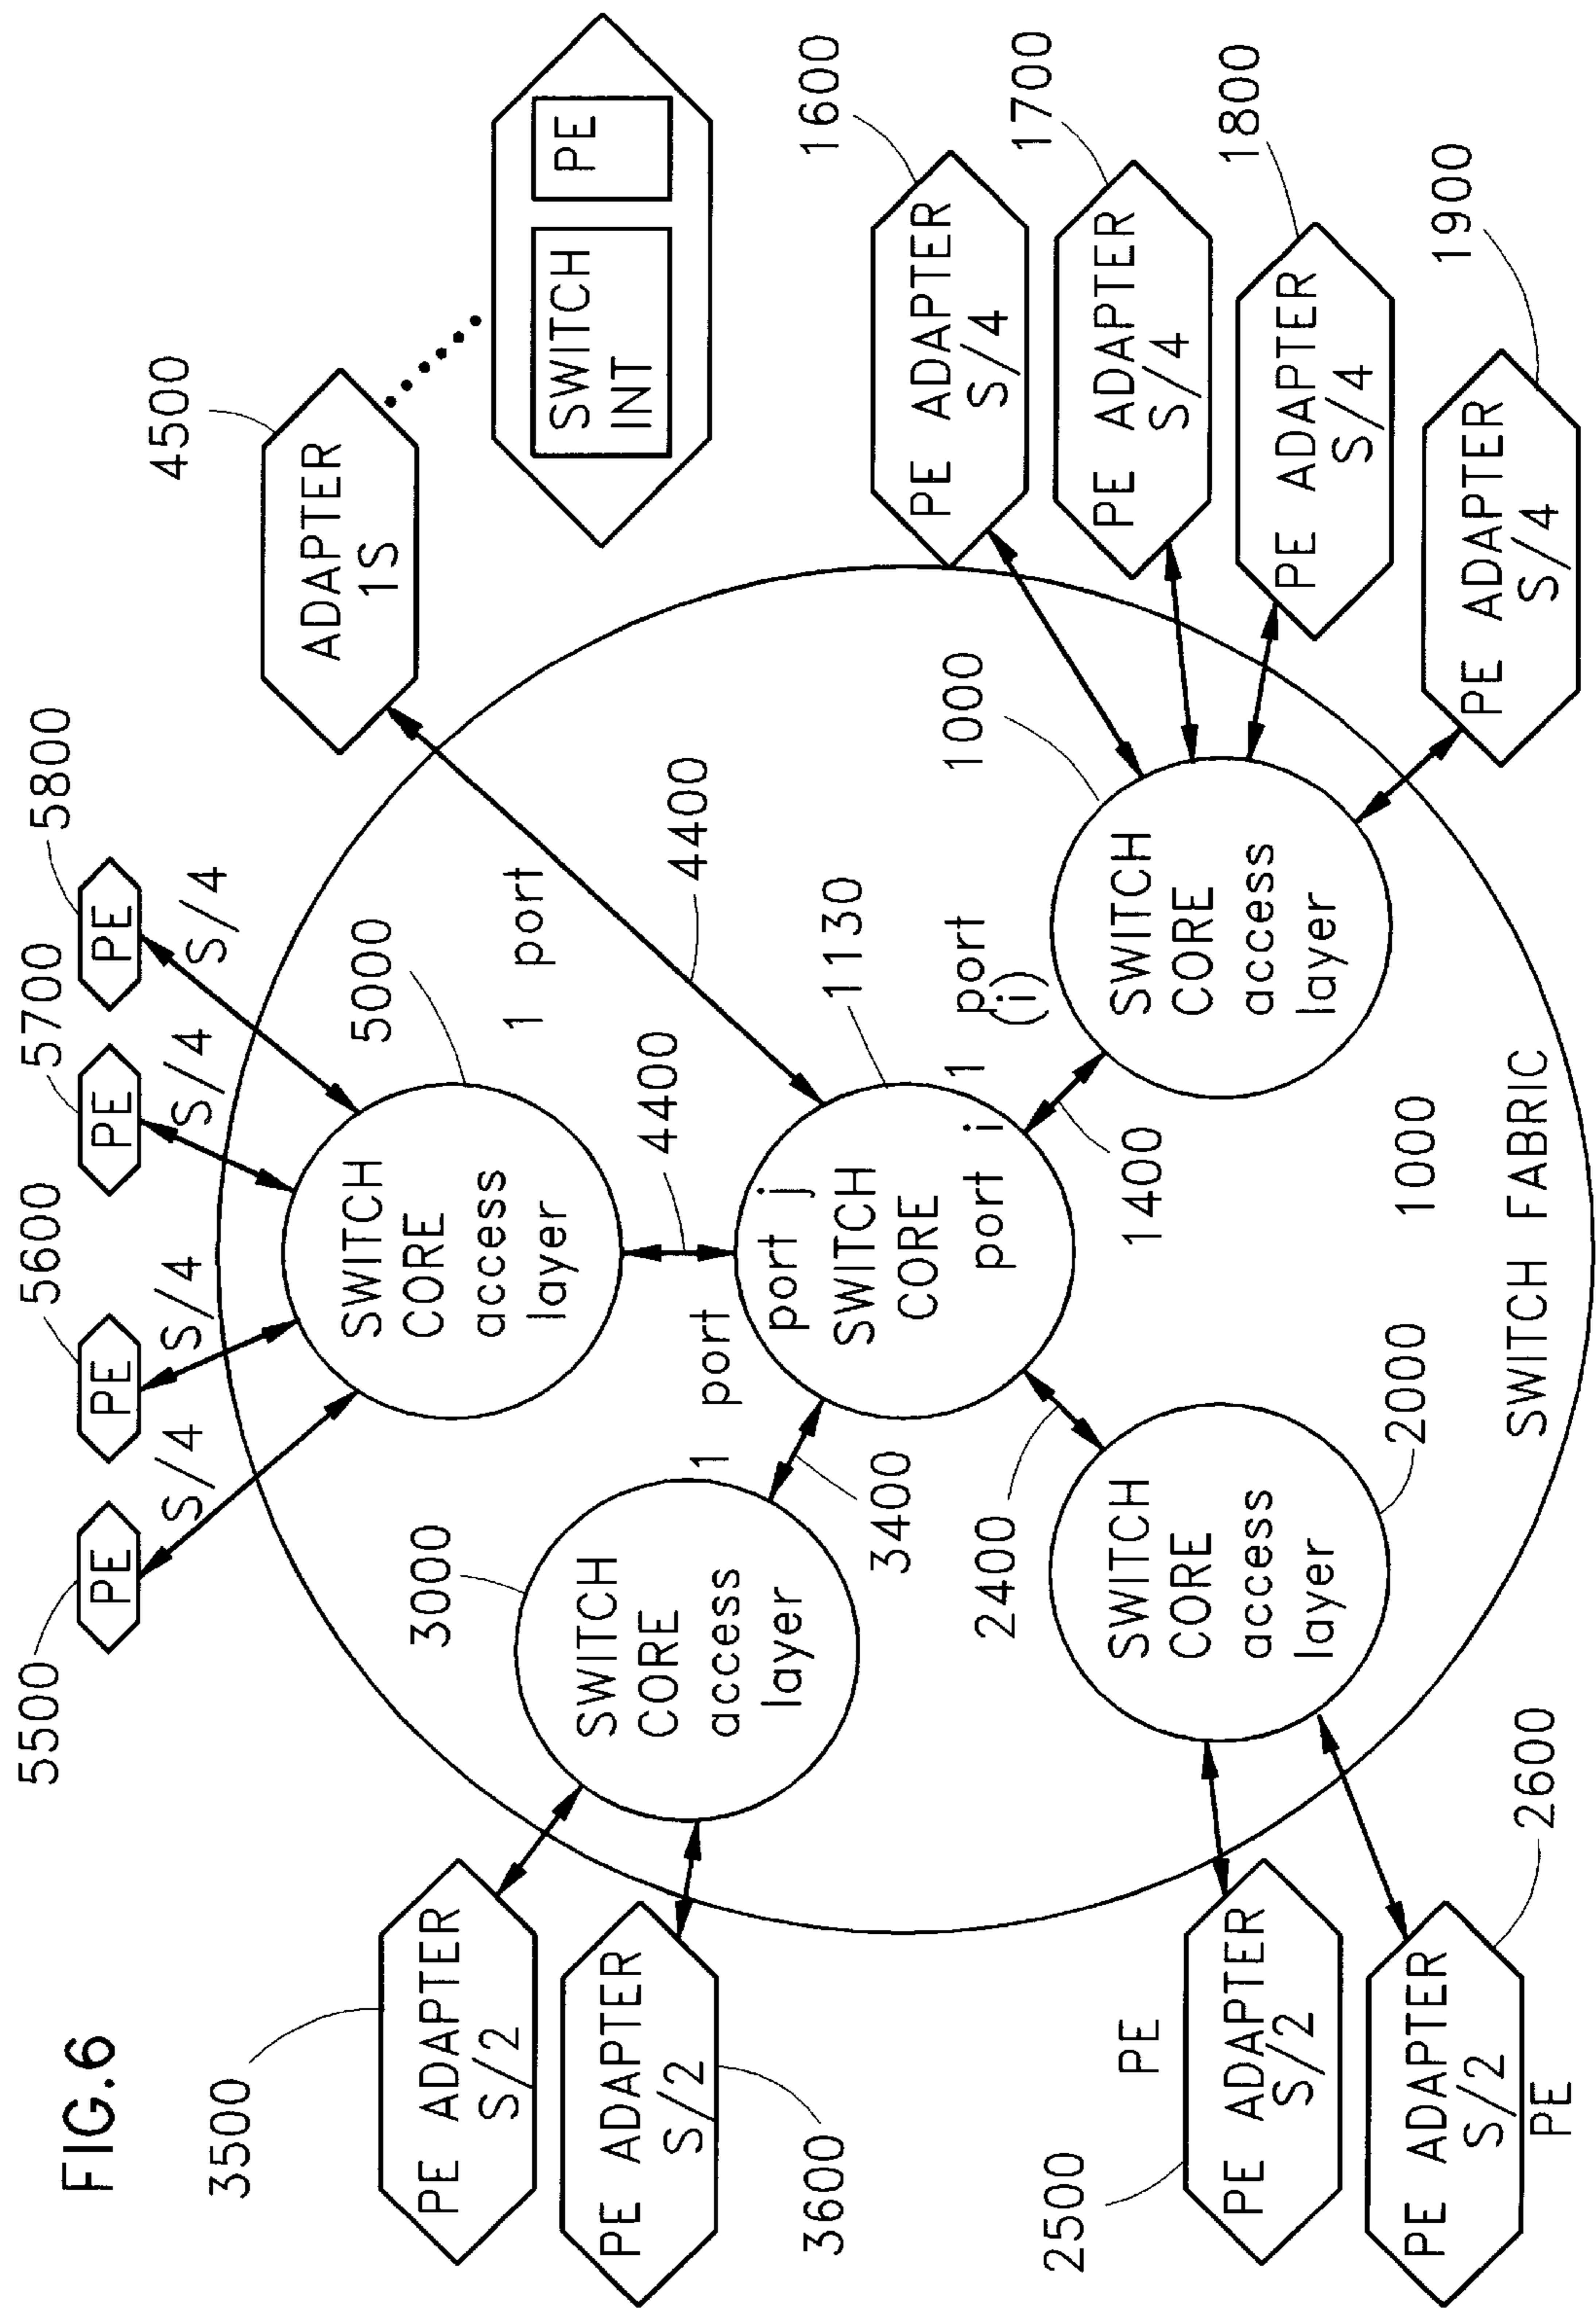 FIG.6
5500
5600
5700
5800
PE
PE
PE
PE
S/4
S/4
S/4
S/4
4500
ADAPTER
1S
SWITCH
INT
PE
3500
PE ADAPTER
S/2
3600
PE ADAPTER
S/2
3000
SWITCH
CORE
access
layer
5000
SWITCH
CORE
access
layer
1 port
4400
4400
1 port
3400
port j
SWITCH
CORE
port i
1130
1 port
(i)
1400
1000
SWITCH
CORE
access
layer
1600
PE ADAPTER
S/4
1700
PE ADAPTER
S/4
1800
PE ADAPTER
S/4
1900
PE ADAPTER
S/4
2400
2000
SWITCH
CORE
access
layer
2500
PE
PE ADAPTER
S/2
2600
PE ADAPTER
S/2
PE
1000
SWITCH FABRIC